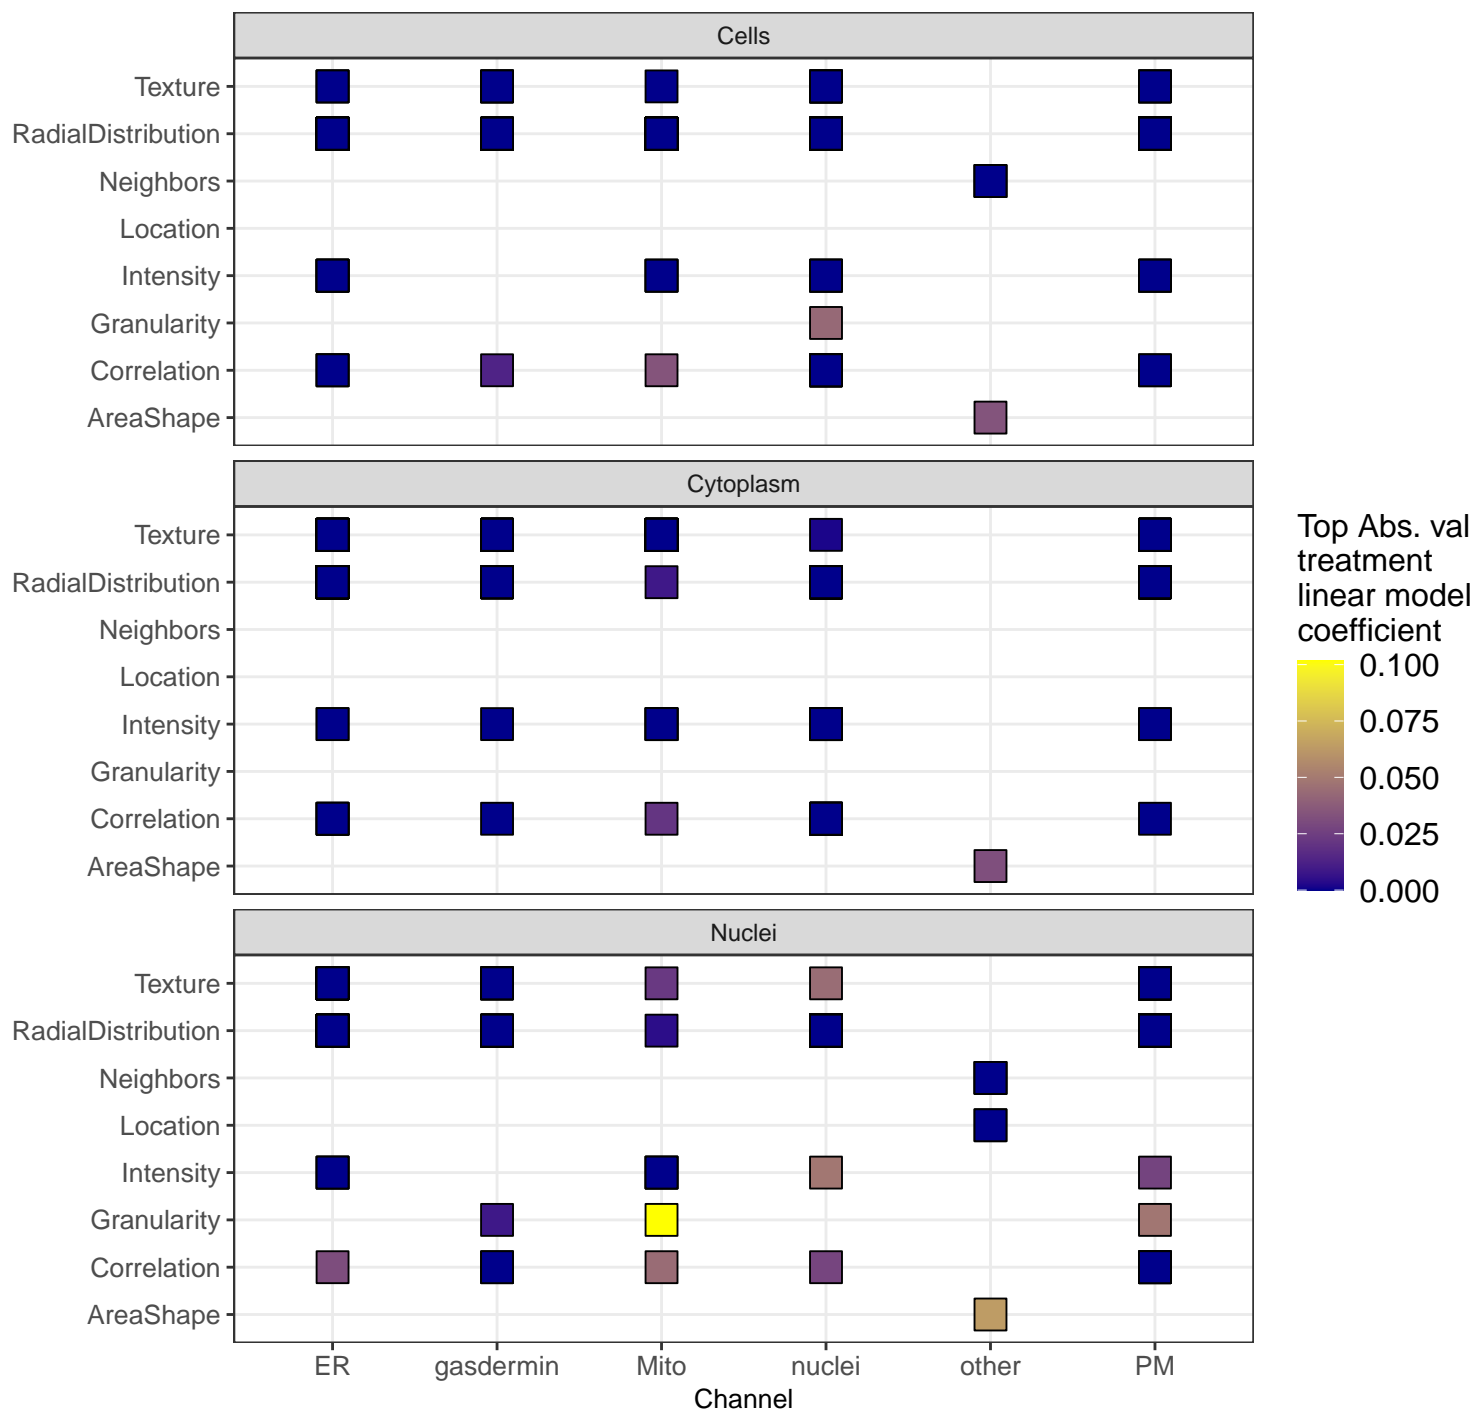 Cells
Texture
RadialDistribution
Neighbors
Location
Intensity
Granularity
Correlation
AreaShape
Cytoplasm
Texture
RadialDistribution
Neighbors
Location
Intensity
Granularity
Correlation
AreaShape
Nuclei
Texture
RadialDistribution
Neighbors
Location
Intensity
Granularity
Correlation
AreaShape
ER gasdermin Mito nuclei other PM
Channel
Top Abs. val
treatment
linear model
coefficient
0.100
0.075
0.050
0.025
0.000